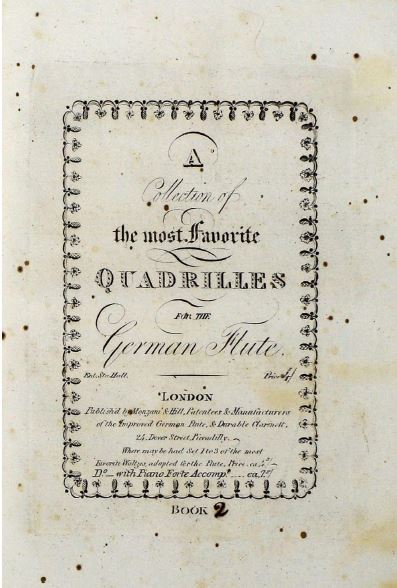 A
Collection of
the most Favorite
QUADRILLES
FOR THE
German Flute.
Ent. Sta. Hall. Price 4/
LONDON
Publish'd by Monzani & Hill, Patentees & Manufacturers
of the Improved German Flute, & Durable Clarinett,
24, Dover Street, Piccadilly.
Where may be had Set 1 to 3 of the most
Favorite Waltzes, adapted for the Flute, Price. ea.
Do. with Piano Forte Accompt. .... ea.
BOOK 2